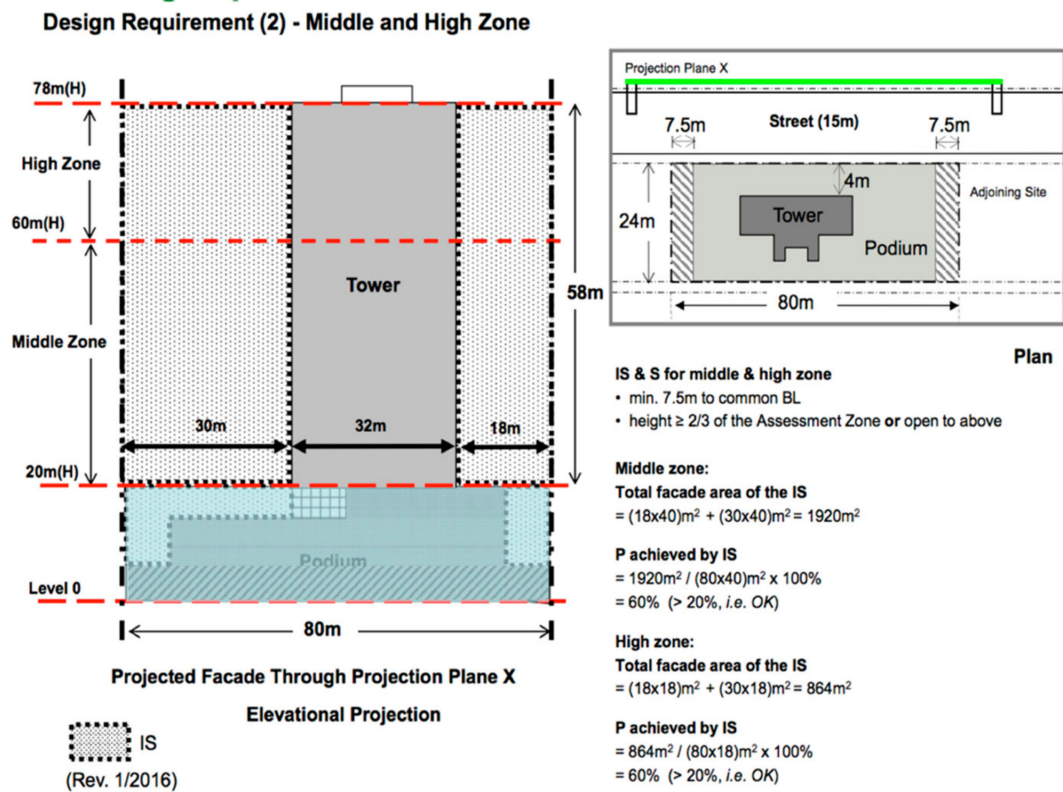 Design Requirement (2) - Middle and High Zone
78m(H)
High Zone
60m(H)
Middle Zone
20m(H)
Level 0
Tower
58m
30m
32m
18m
Podium
80m
Projected Facade Through Projection Plane X
Elevational Projection
IS
(Rev. 1/2016)
Projection Plane X
7.5m
Street (15m)
7.5m
4m
Adjoining Site
24m
Tower
Podium
80m
Plan
IS & S for middle & high zone
• min. 7.5m to common BL
• height ≥ 2/3 of the Assessment Zone or open to above
Middle zone:
Total facade area of the IS
= (18x40)m² + (30x40)m² = 1920m²
P achieved by IS
= 1920m² / (80x40)m² x 100%
= 60% (> 20%, i.e. OK)
High zone:
Total facade area of the IS
= (18x18)m² + (30x18)m² = 864m²
P achieved by IS
= 864m² / (80x18)m² x 100%
= 60% (> 20%, i.e. OK)